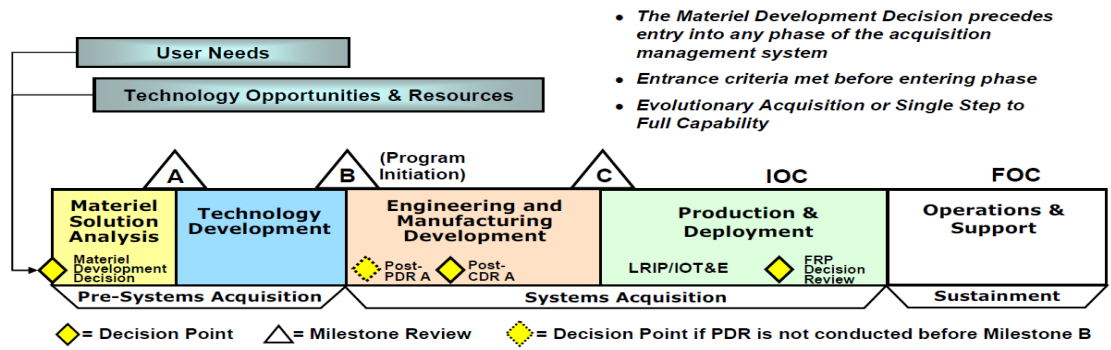 • The Materiel Development Decision precedes
entry into any phase of the acquisition
management system
• Entrance criteria met before entering phase
• Evolutionary Acquisition or Single Step to
Full Capability
User Needs
Technology Opportunities & Resources
A
B
(Program
Initiation)
C
IOC
FOC
Materiel
Solution
Analysis
Technology
Development
Engineering and
Manufacturing
Development
Production &
Deployment
Operations &
Support
Materiel
Development
Decision
Post-
PDR A
Post-
CDR A
LRIP/IOT&E
FRP
Decision
Review
Pre-Systems Acquisition
Systems Acquisition
Sustainment
= Decision Point
= Milestone Review
= Decision Point if PDR is not conducted before Milestone B